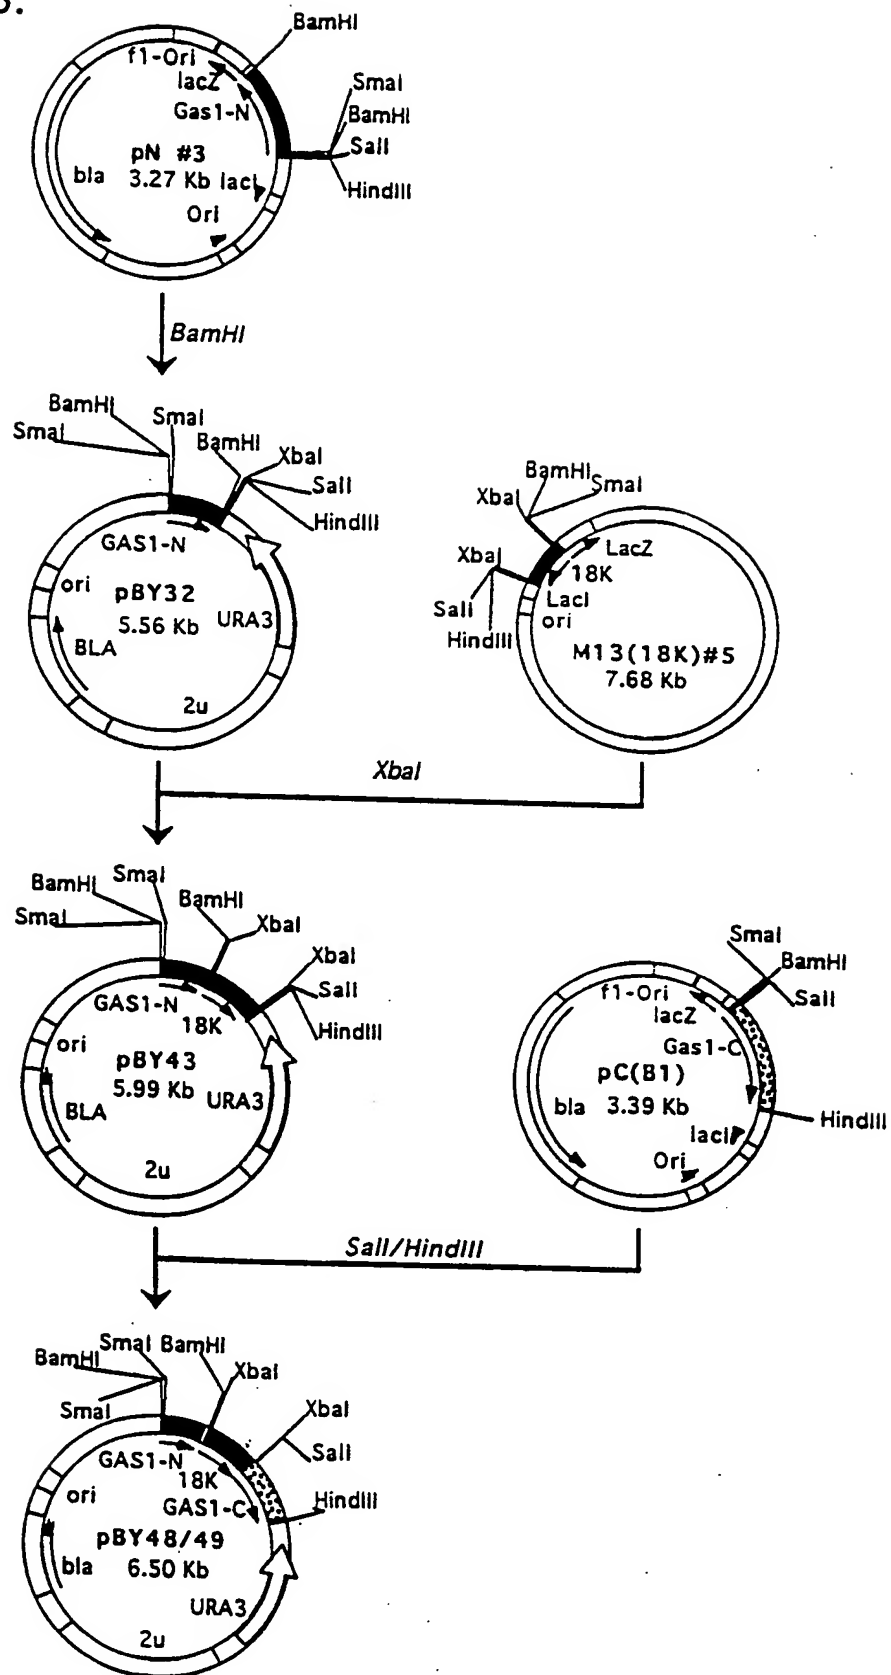 BamHI
f1-Ori
lacZ
Gas1-N
SmaI
BamHI
SalI
HindIII
pN #3
3.27 Kb
bla
lacI
Ori
BamHI
BamHI
SmaI
SmaI
BamHI
XbaI
SalI
HindIII
GAS1-N
ori
pBY32
5.56 Kb
URA3
BLA
2u
BamHI
SmaI
XbaI
XbaI
SalI
HindIII
LacZ
18K
LacI
ori
M13(18K)#5
7.68 Kb
XbaI
SmaI
BamHI
SmaI
BamHI
XbaI
XbaI
SalI
HindIII
GAS1-N
18K
ori
pBY43
5.99 Kb
URA3
BLA
2u
SmaI
BamHI
SalI
f1-Ori
lacZ
Gas1-C
pC(B1)
bla
3.39 Kb
HindIII
lacI
Ori
SalI/HindIII
SmaI
BamHI
BamHI
XbaI
SmaI
XbaI
SalI
GAS1-N
18K
ori
GAS1-C
HindIII
pBY48/49
bla
6.50 Kb
URA3
2u